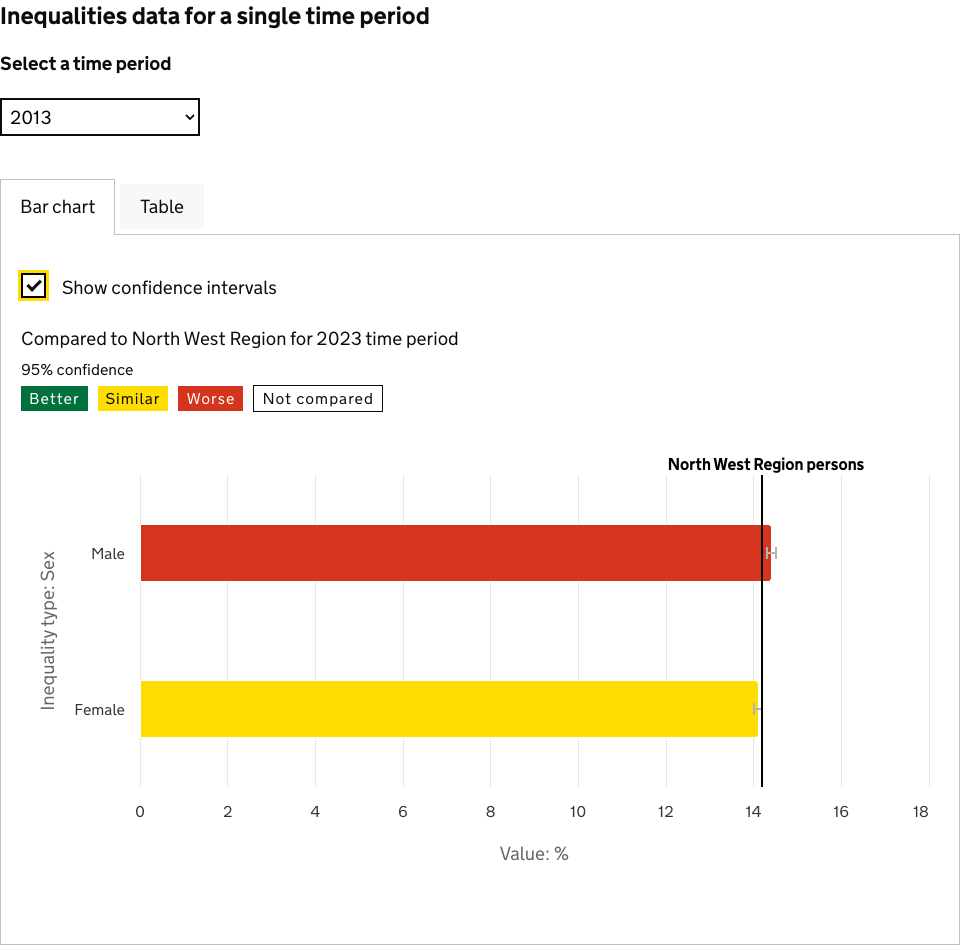 Inequalities data for a single time period
Select a time period
2013
Bar chart
Table
Show confidence intervals
Compared to North West Region for 2023 time period
95% confidence
Better Similar Worse Not compared
North West Region persons
Inequality type: Sex
Male
Female
0 2 4 6 8 10 12 14 16 18
Value: %